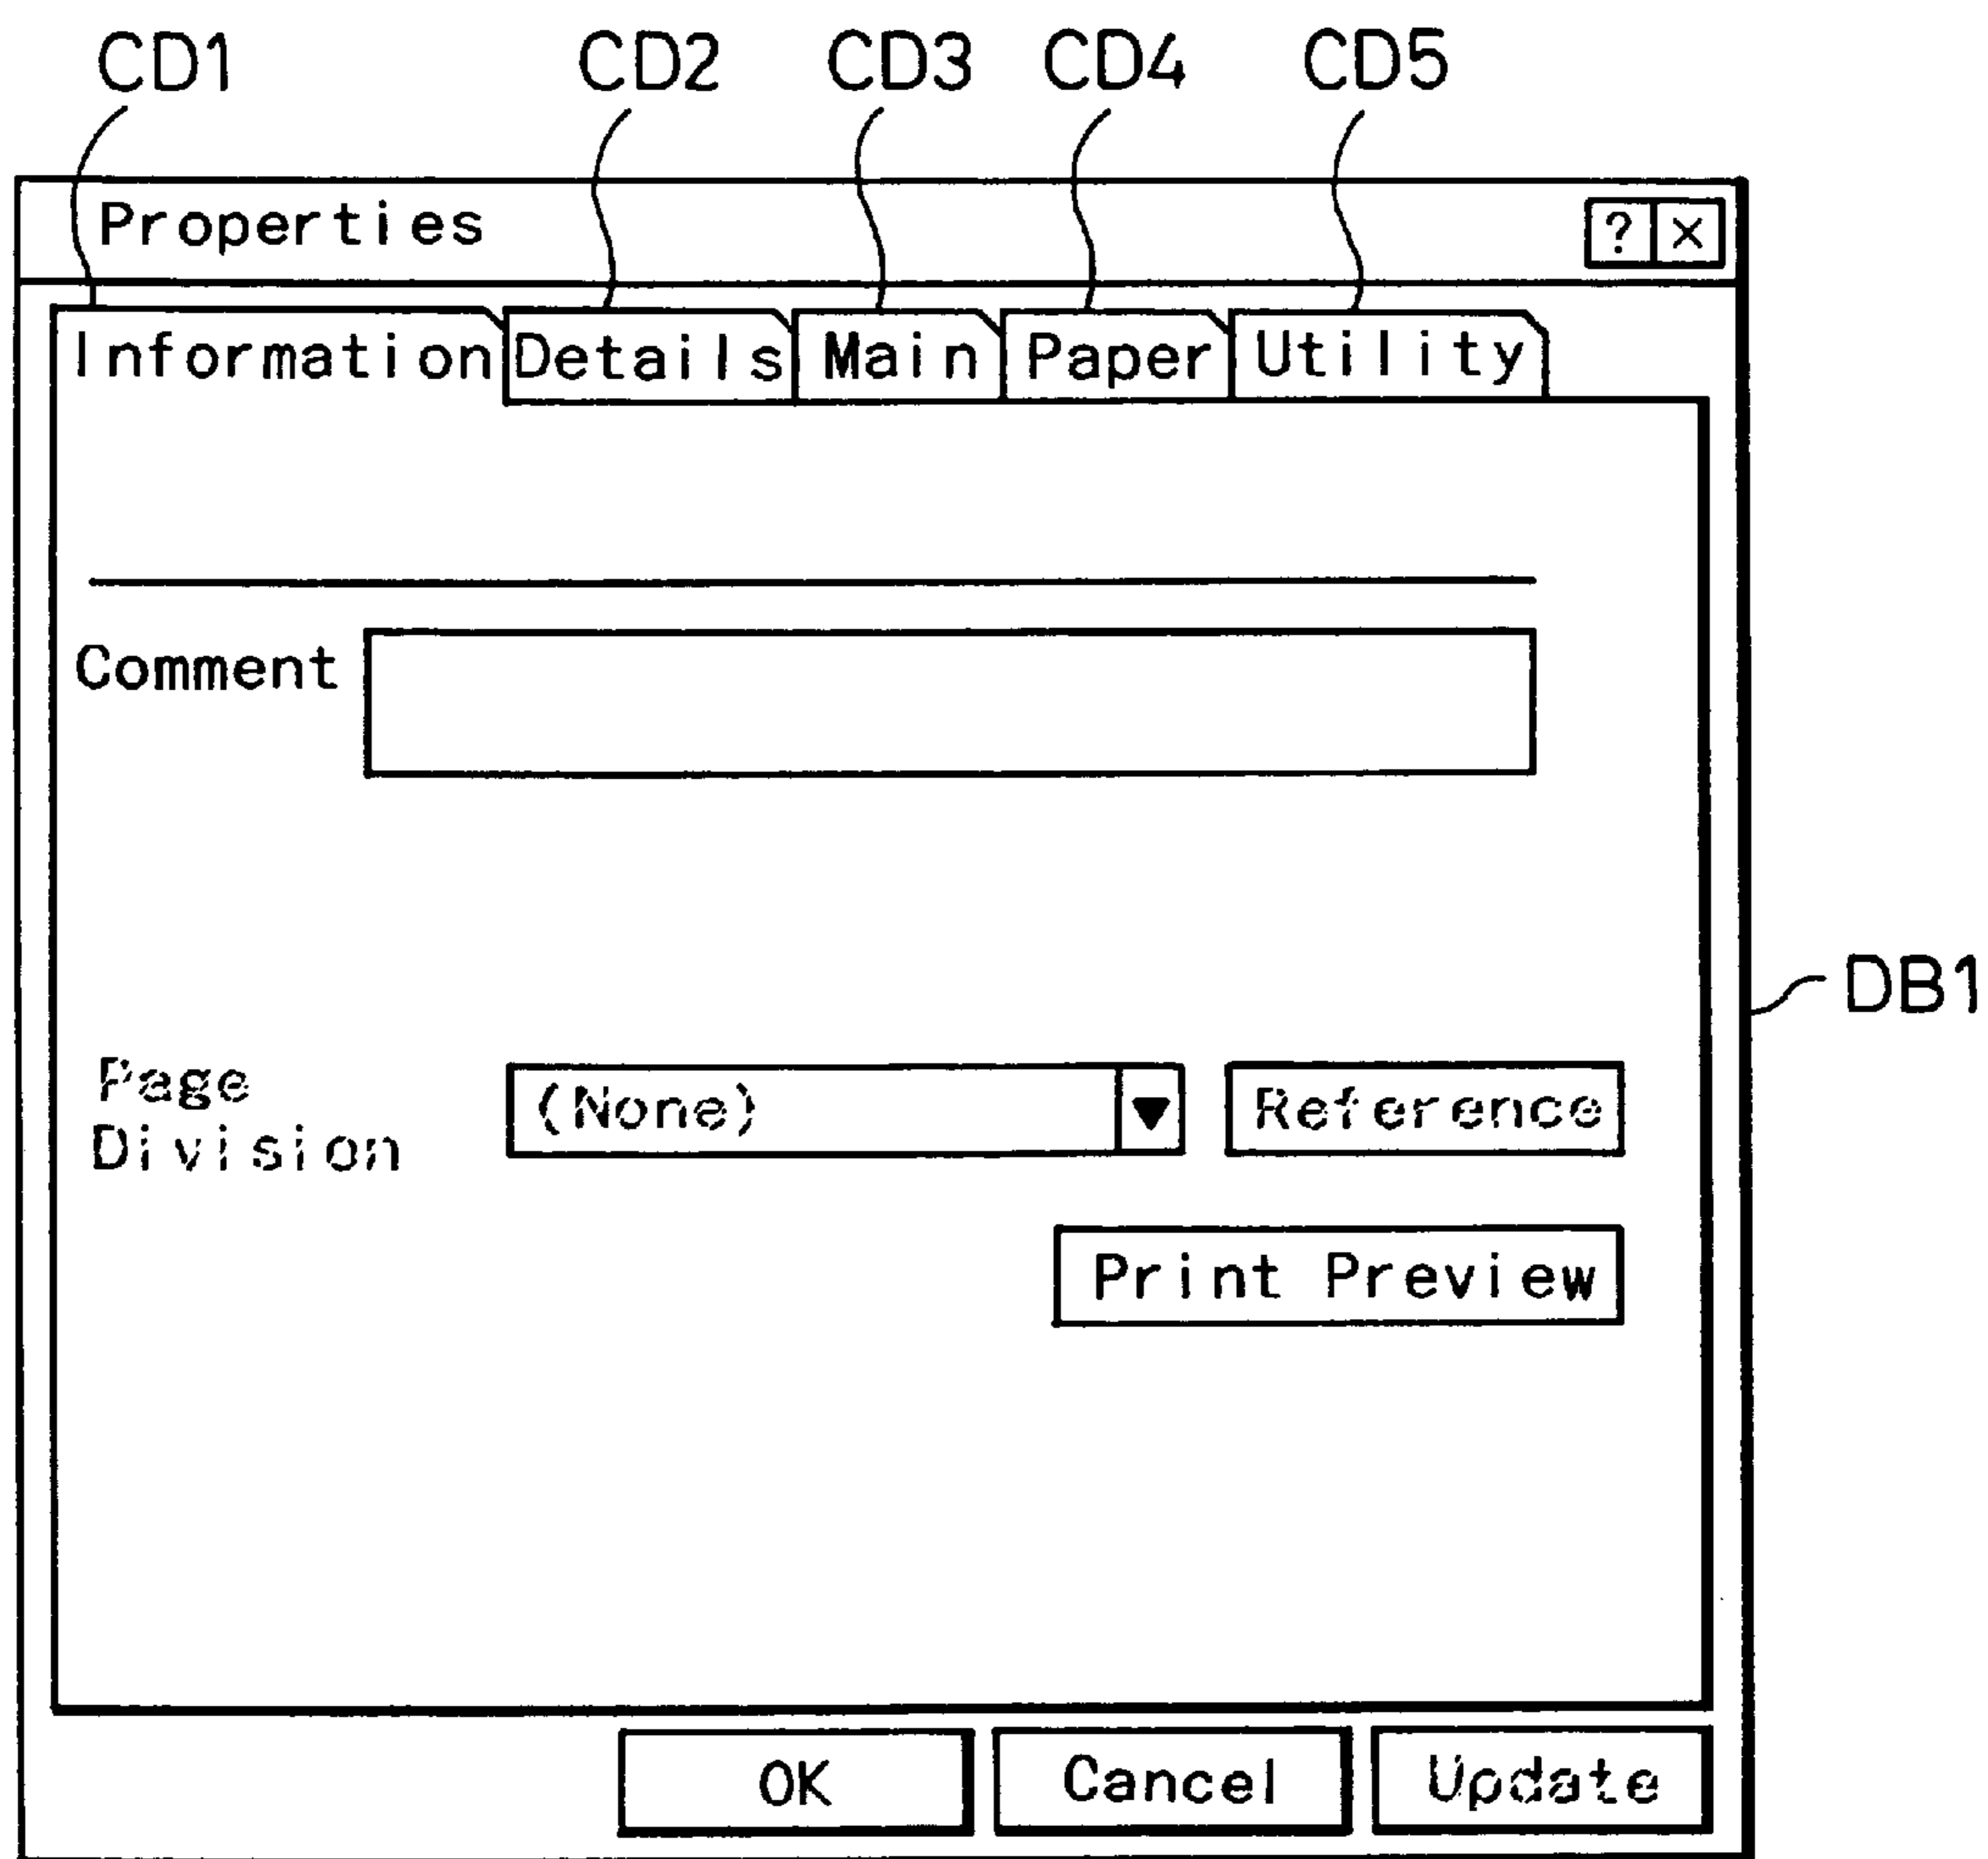 CD1 CD2 CD3 CD4 CD5
Properties ? ×
Information Details Main Paper Utility
Comment
DB1
Page
Division
(None) ▼ Reference
Print Preview
OK Cancel Update